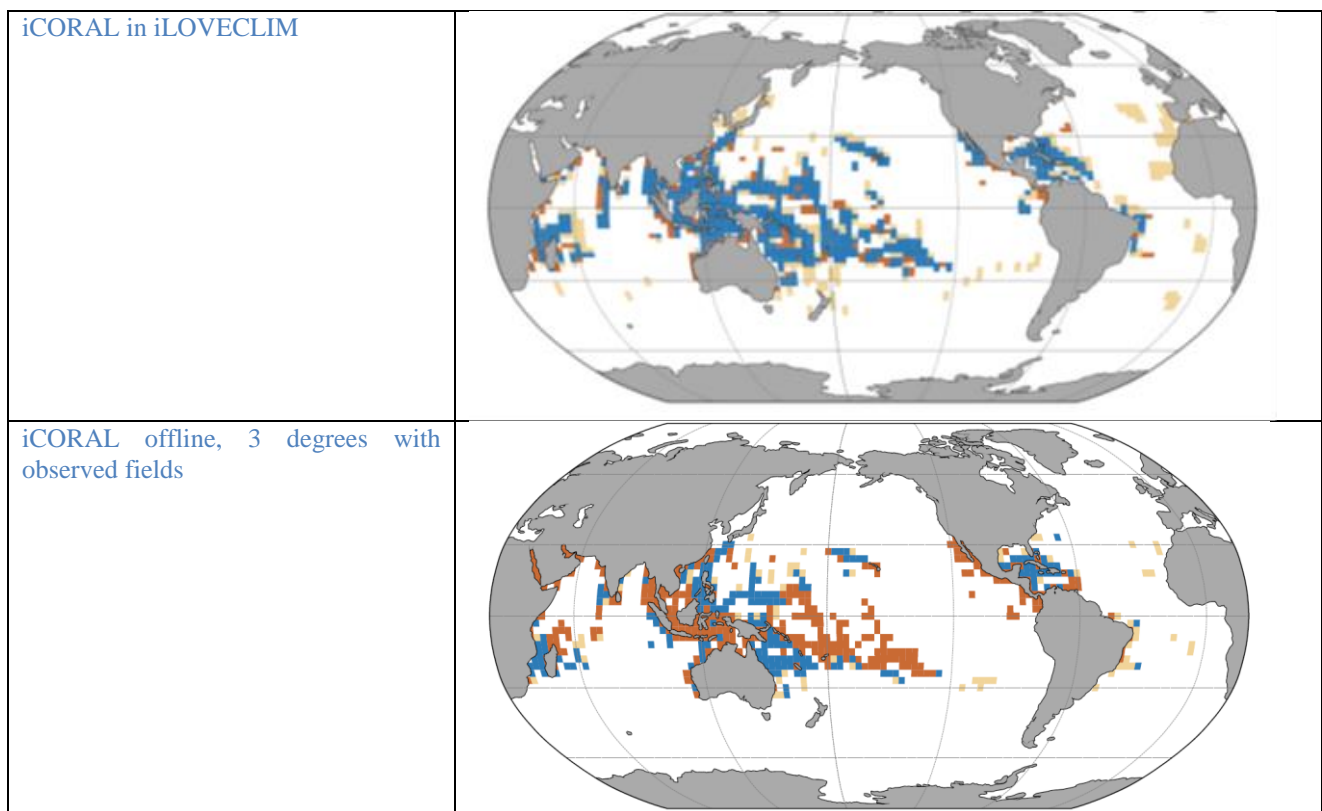 iCORAL in iLOVECLIM
iCORAL offline, 3 degrees with
observed fields